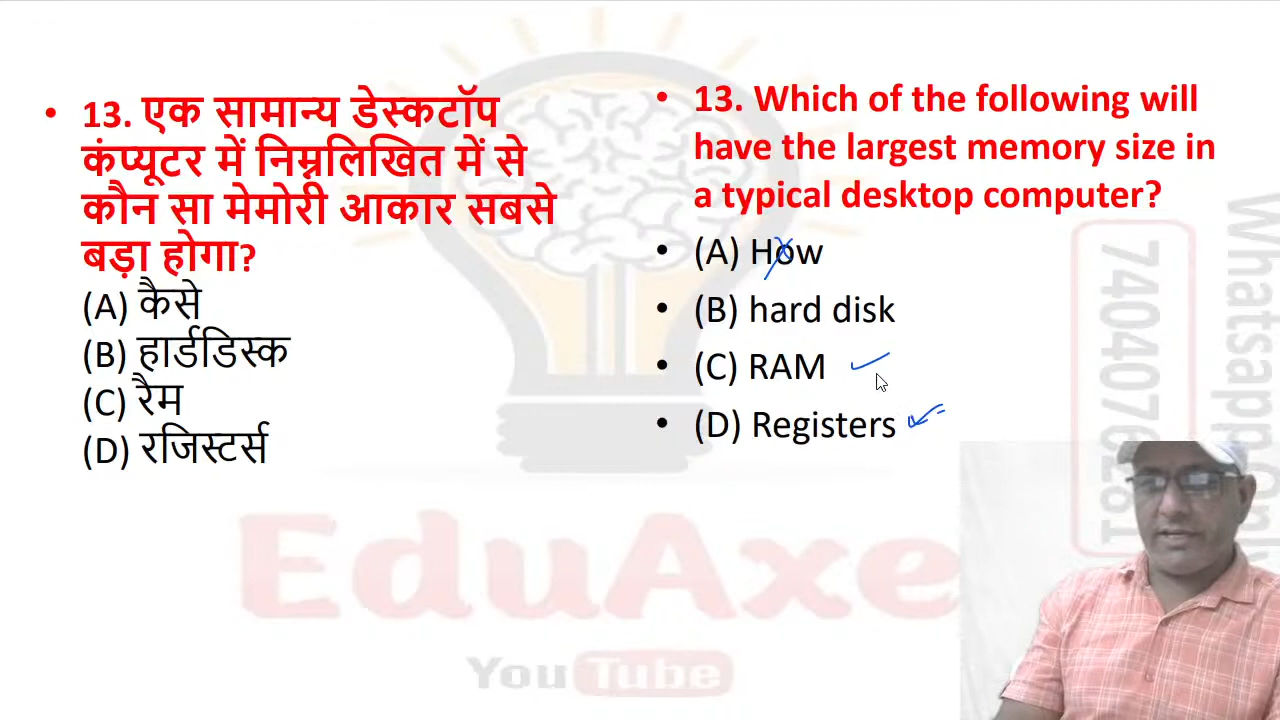 • 13. एक सामान्य डेस्कटॉप
कंप्यूटर में निम्नलिखित में से
कौन सा मेमोरी आकार सबसे
बड़ा होगा?
(A) कैसे
(B) हार्डडिस्क
(C) रैम
(D) रजिस्टर्स
• 13. Which of the following will
have the largest memory size in
a typical desktop computer?
• (A) How
• (B) hard disk
• (C) RAM
• (D) Registers
EduAxe
YouTube
Whatsapp Only